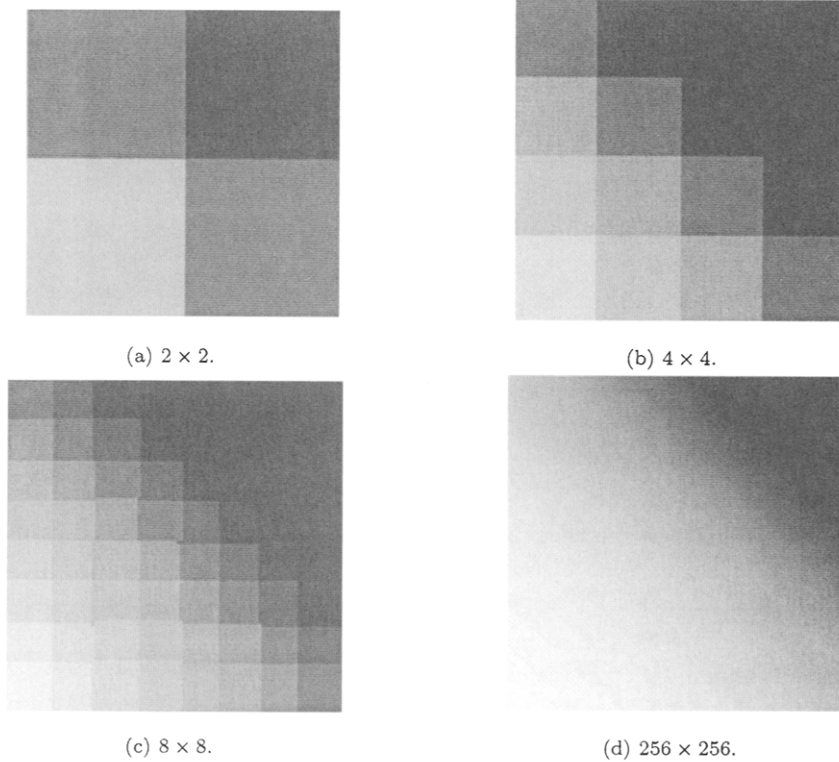 (a) 2 × 2.
(b) 4 × 4.
(c) 8 × 8.
(d) 256 × 256.